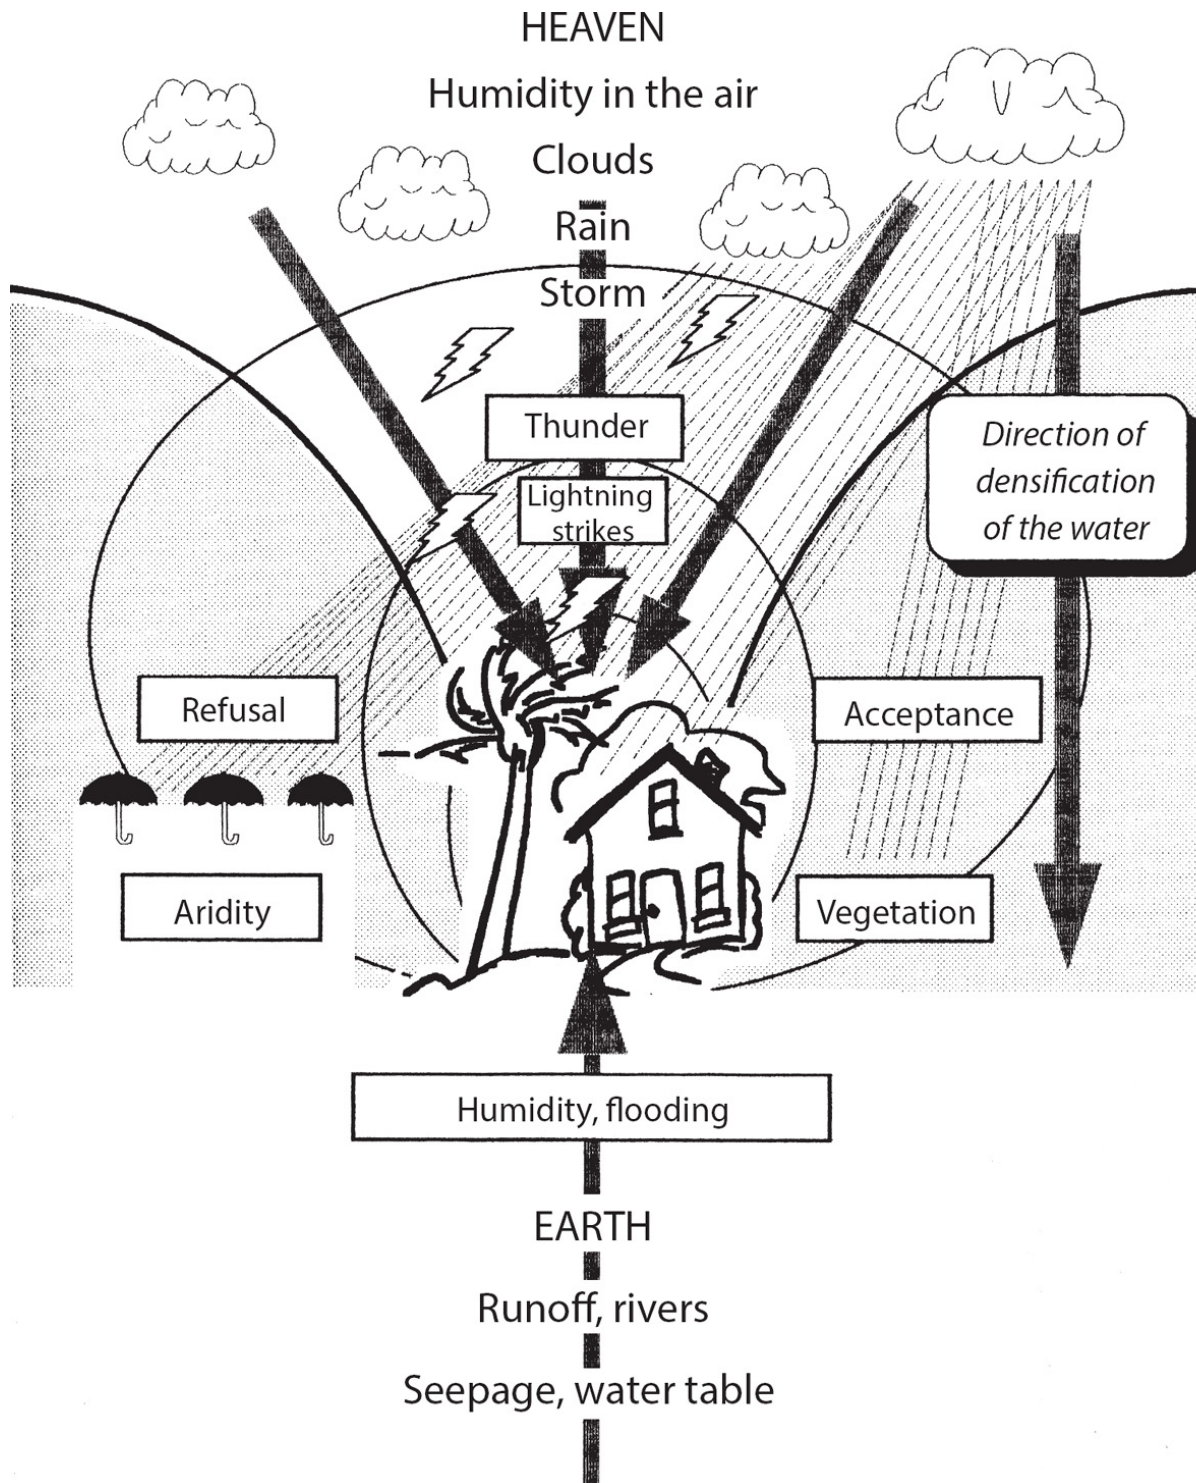 HEAVEN
Humidity in the air
Clouds
Rain
Storm
Thunder
Lightning
strikes
Direction of
densification
of the water
Refusal
Acceptance
Aridity
Vegetation
Humidity, flooding
EARTH
Runoff, rivers
Seepage, water table